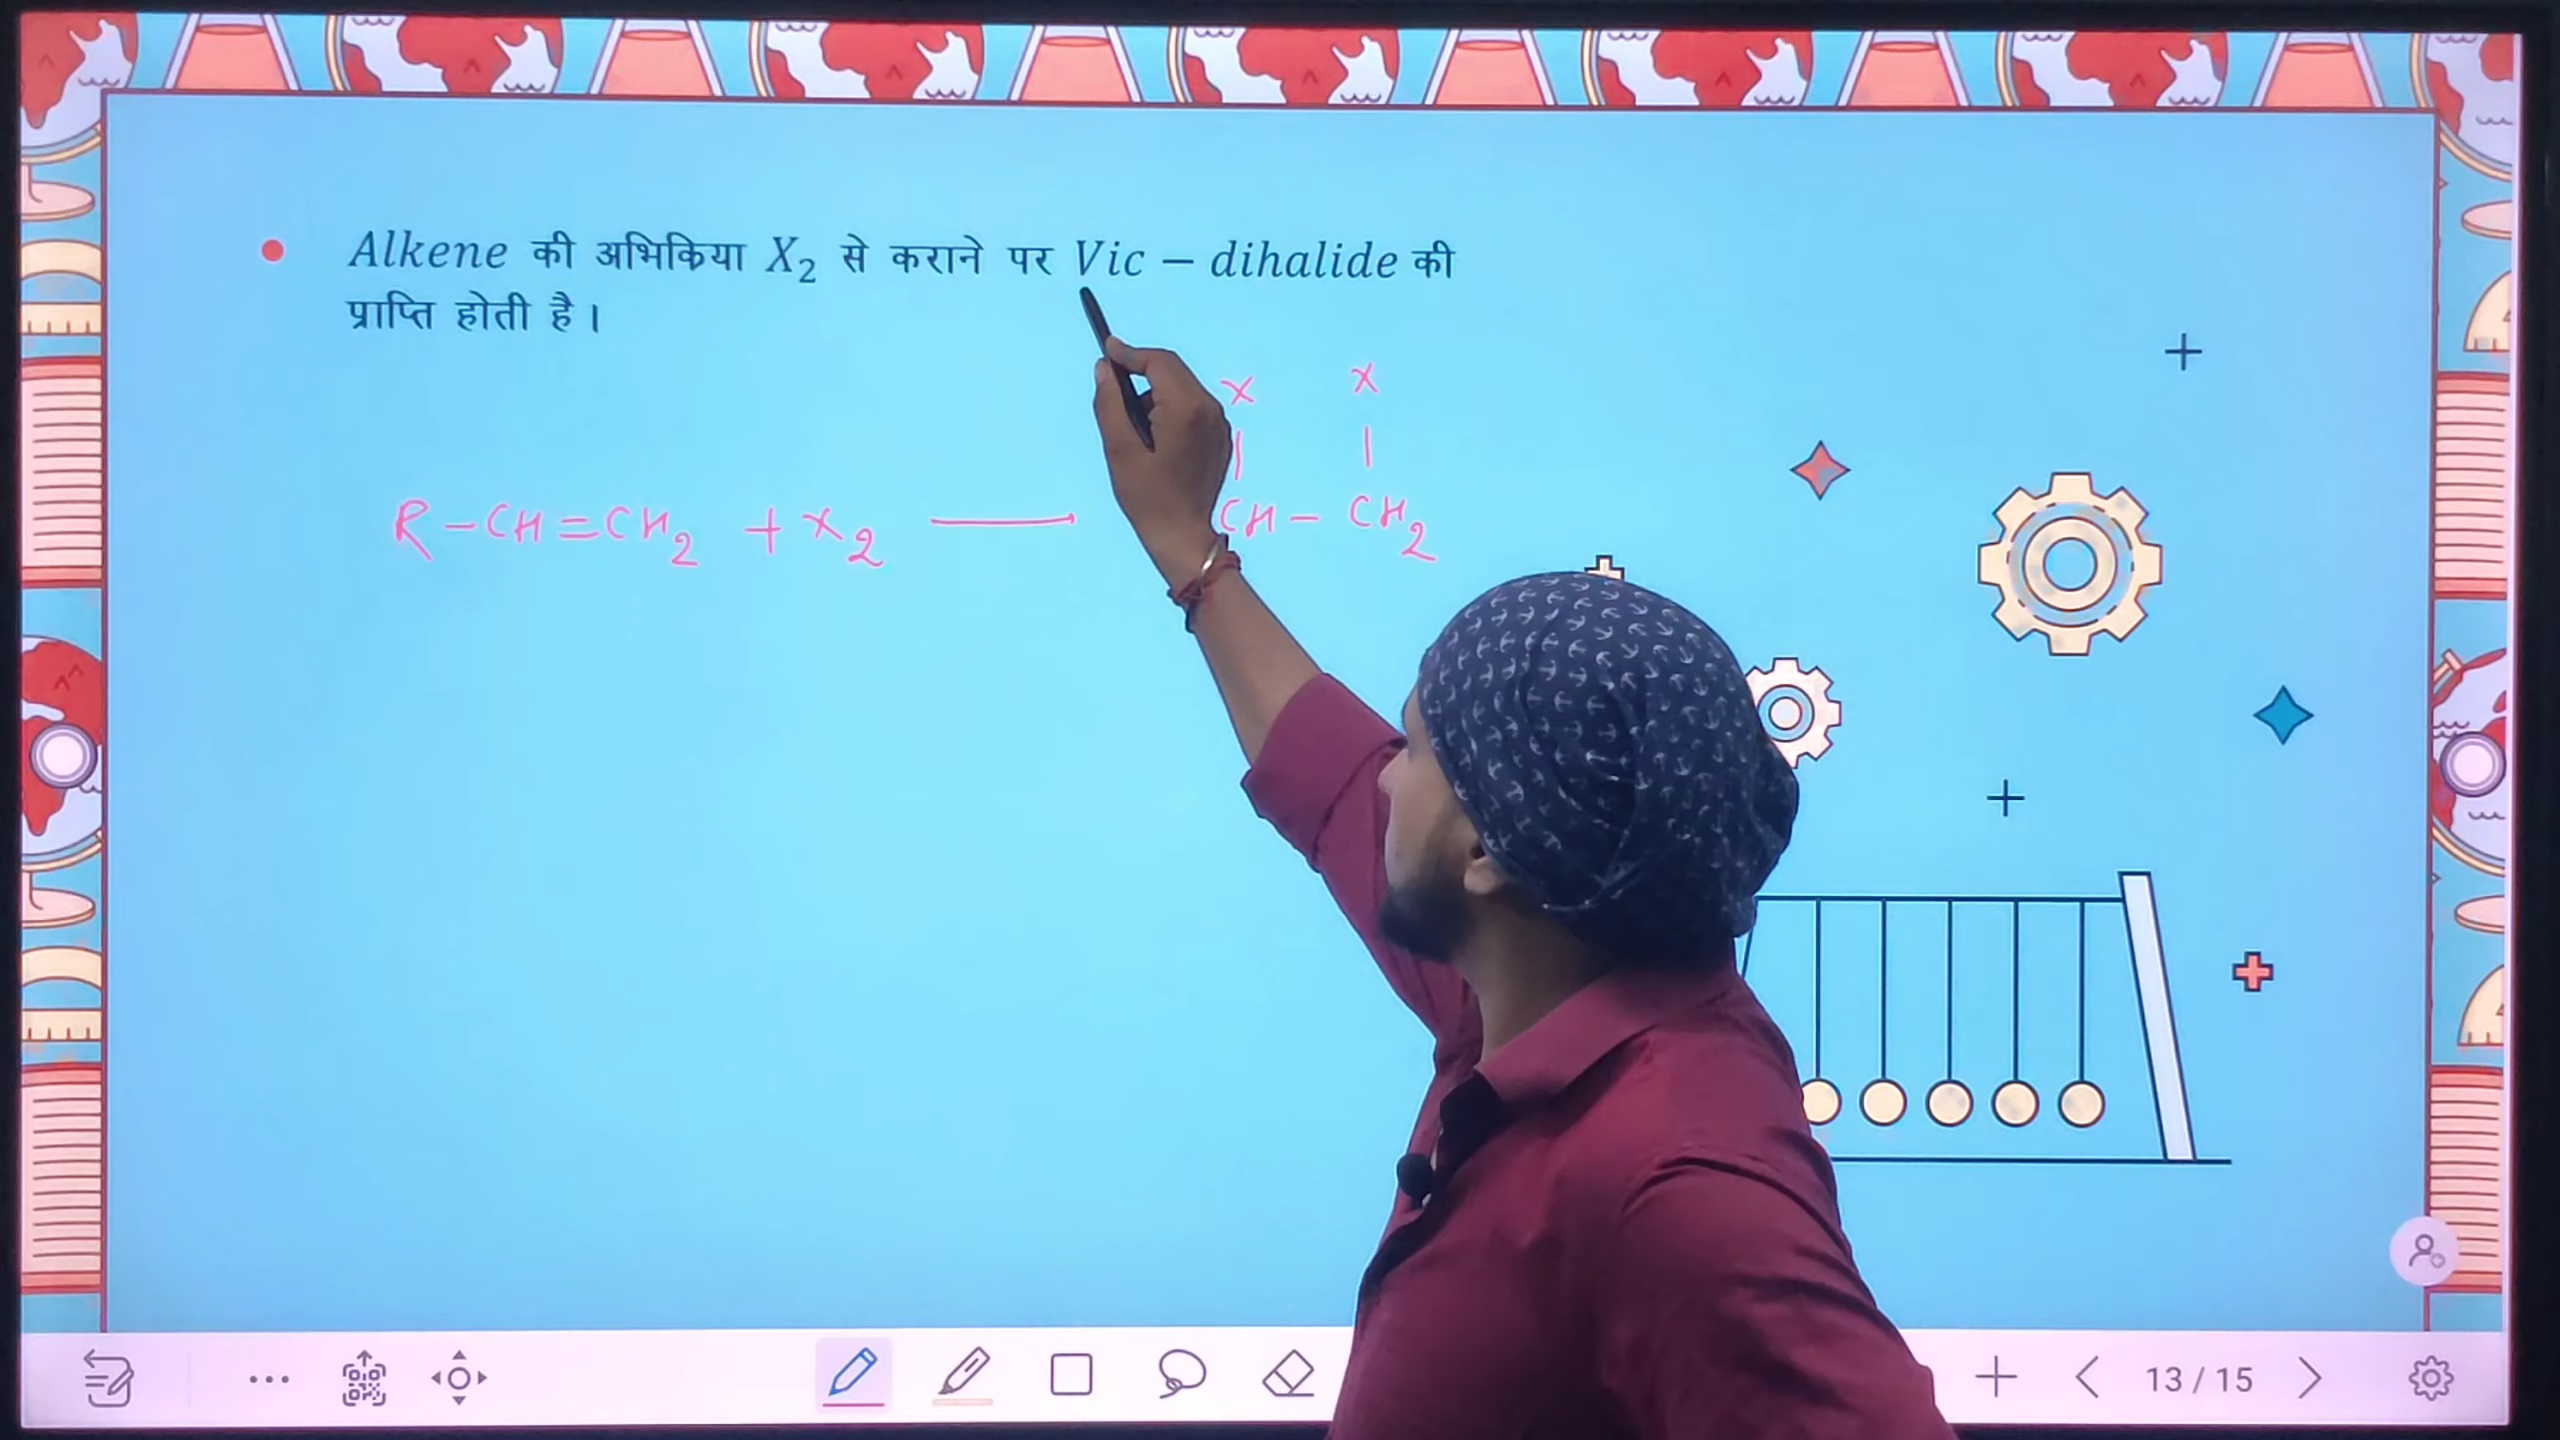 Alkene की अभिकिया X₂ से कराने पर Vic – dihalide की
प्राप्ति होती है।
X X
| |
R – CH = CH₂ + X₂ ⟶ CH – CH₂
13 / 15